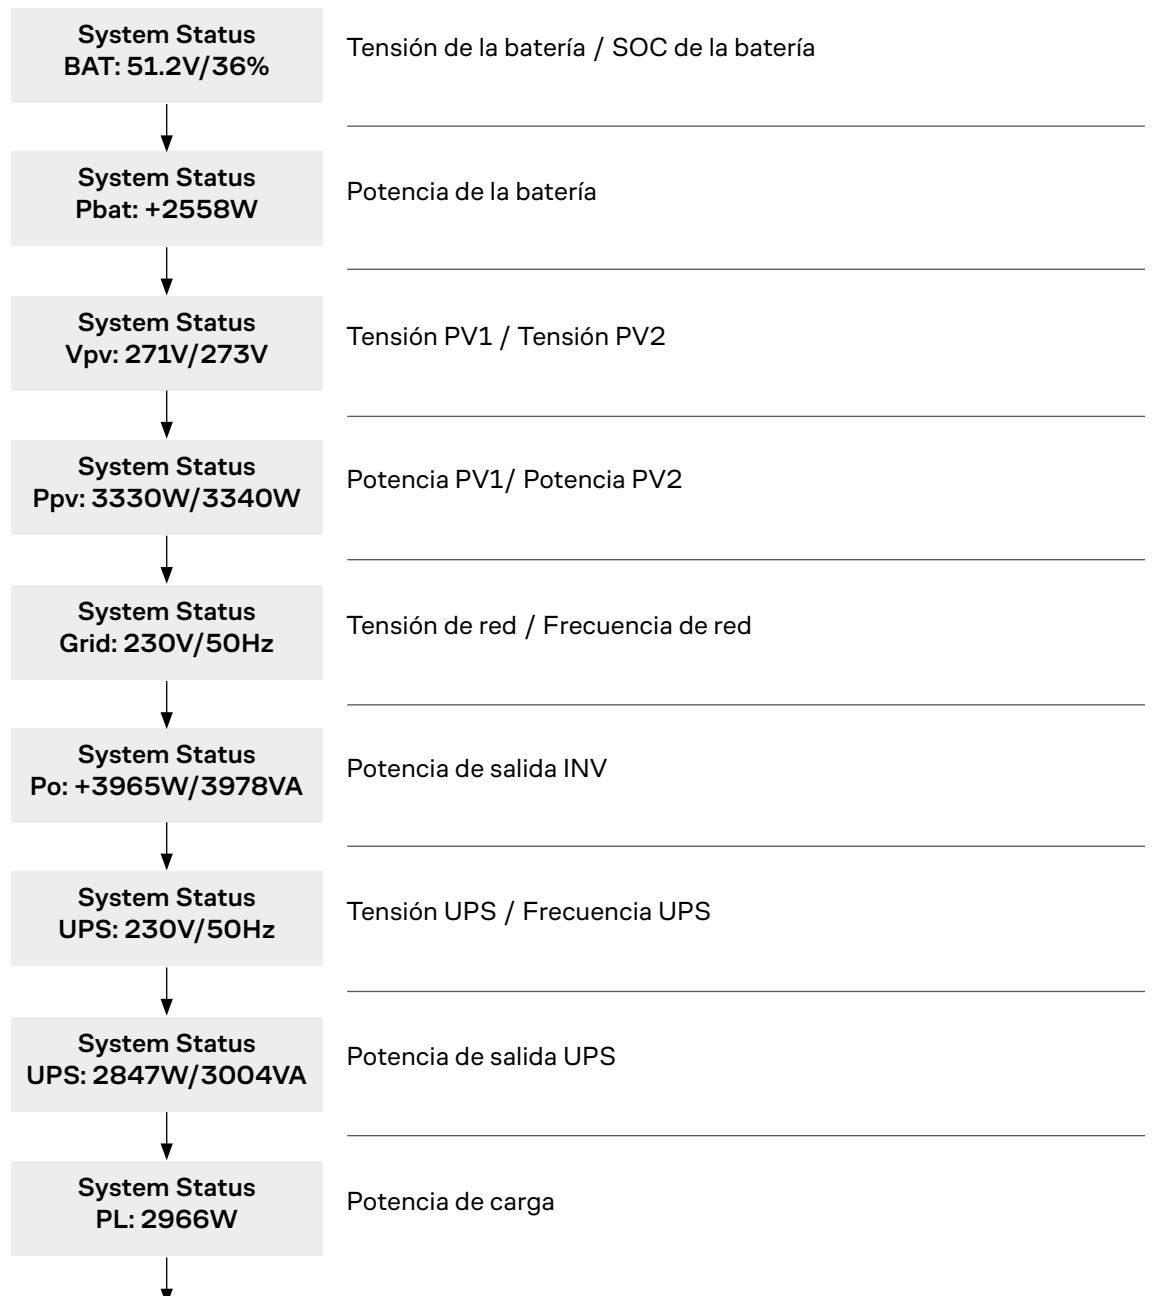 System Status
BAT: 51.2V/36%
Tensión de la batería / SOC de la batería
System Status
Pbat: +2558W
Potencia de la batería
System Status
Vpv: 271V/273V
Tensión PV1 / Tensión PV2
System Status
Ppv: 3330W/3340W
Potencia PV1/ Potencia PV2
System Status
Grid: 230V/50Hz
Tensión de red / Frecuencia de red
System Status
Po: +3965W/3978VA
Potencia de salida INV
System Status
UPS: 230V/50Hz
Tensión UPS / Frecuencia UPS
System Status
UPS: 2847W/3004VA
Potencia de salida UPS
System Status
PL: 2966W
Potencia de carga